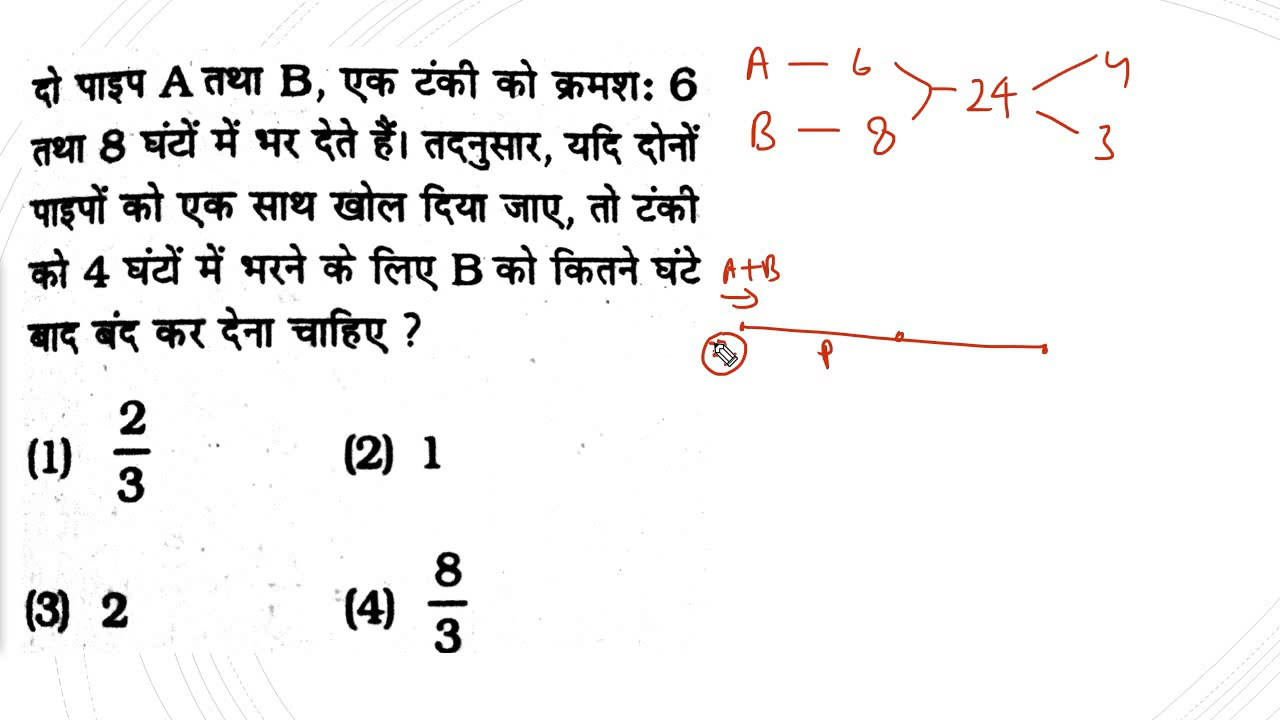 दो पाइप A तथा B, एक टंकी को क्रमश: 6
तथा 8 घंटों में भर देते हैं। तदनुसार, यदि दोनों
पाइपों को एक साथ खोल दिया जाए, तो टंकी
को 4 घंटों में भरने के लिए B को कितने घंटे
बाद बंद कर देना चाहिए ?
(1) 2/3 (2) 1
(3) 2 (4) 8/3
A — 6
B — 8
24
4
3
A+B
P